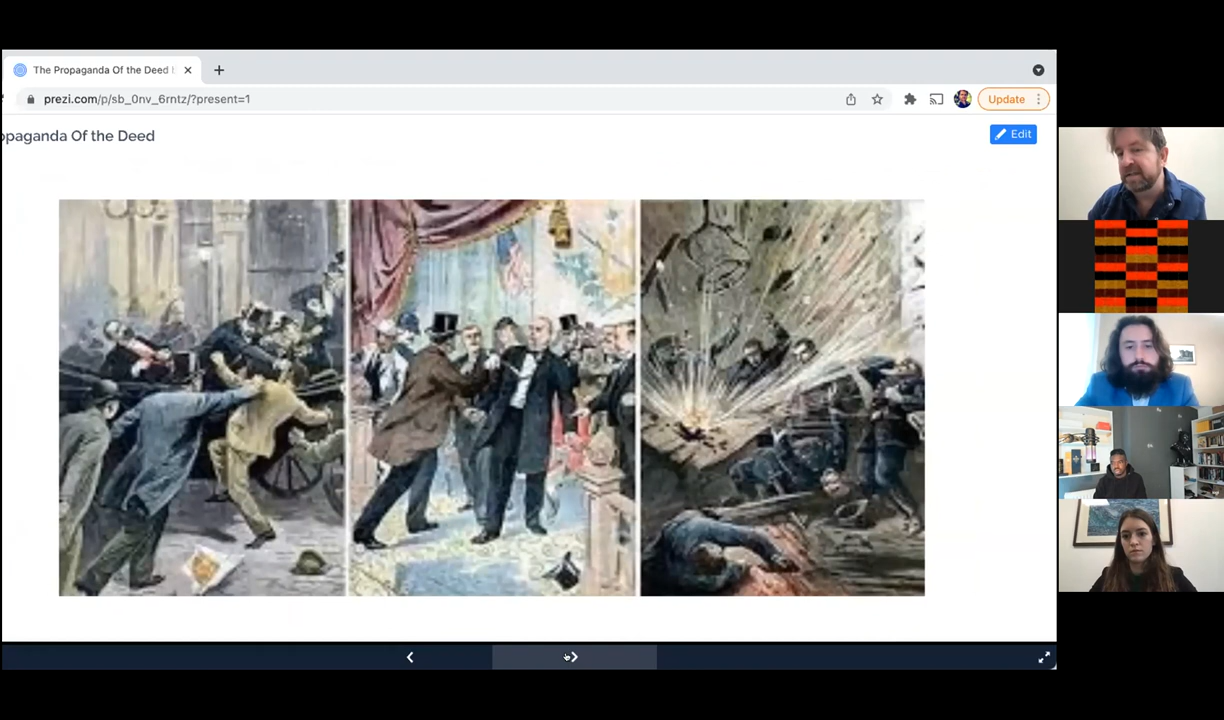 The Propaganda Of the Deed
prezi.com/p/sb_0nv_6rntz/?present=1
Update
opaganda Of the Deed
Edit